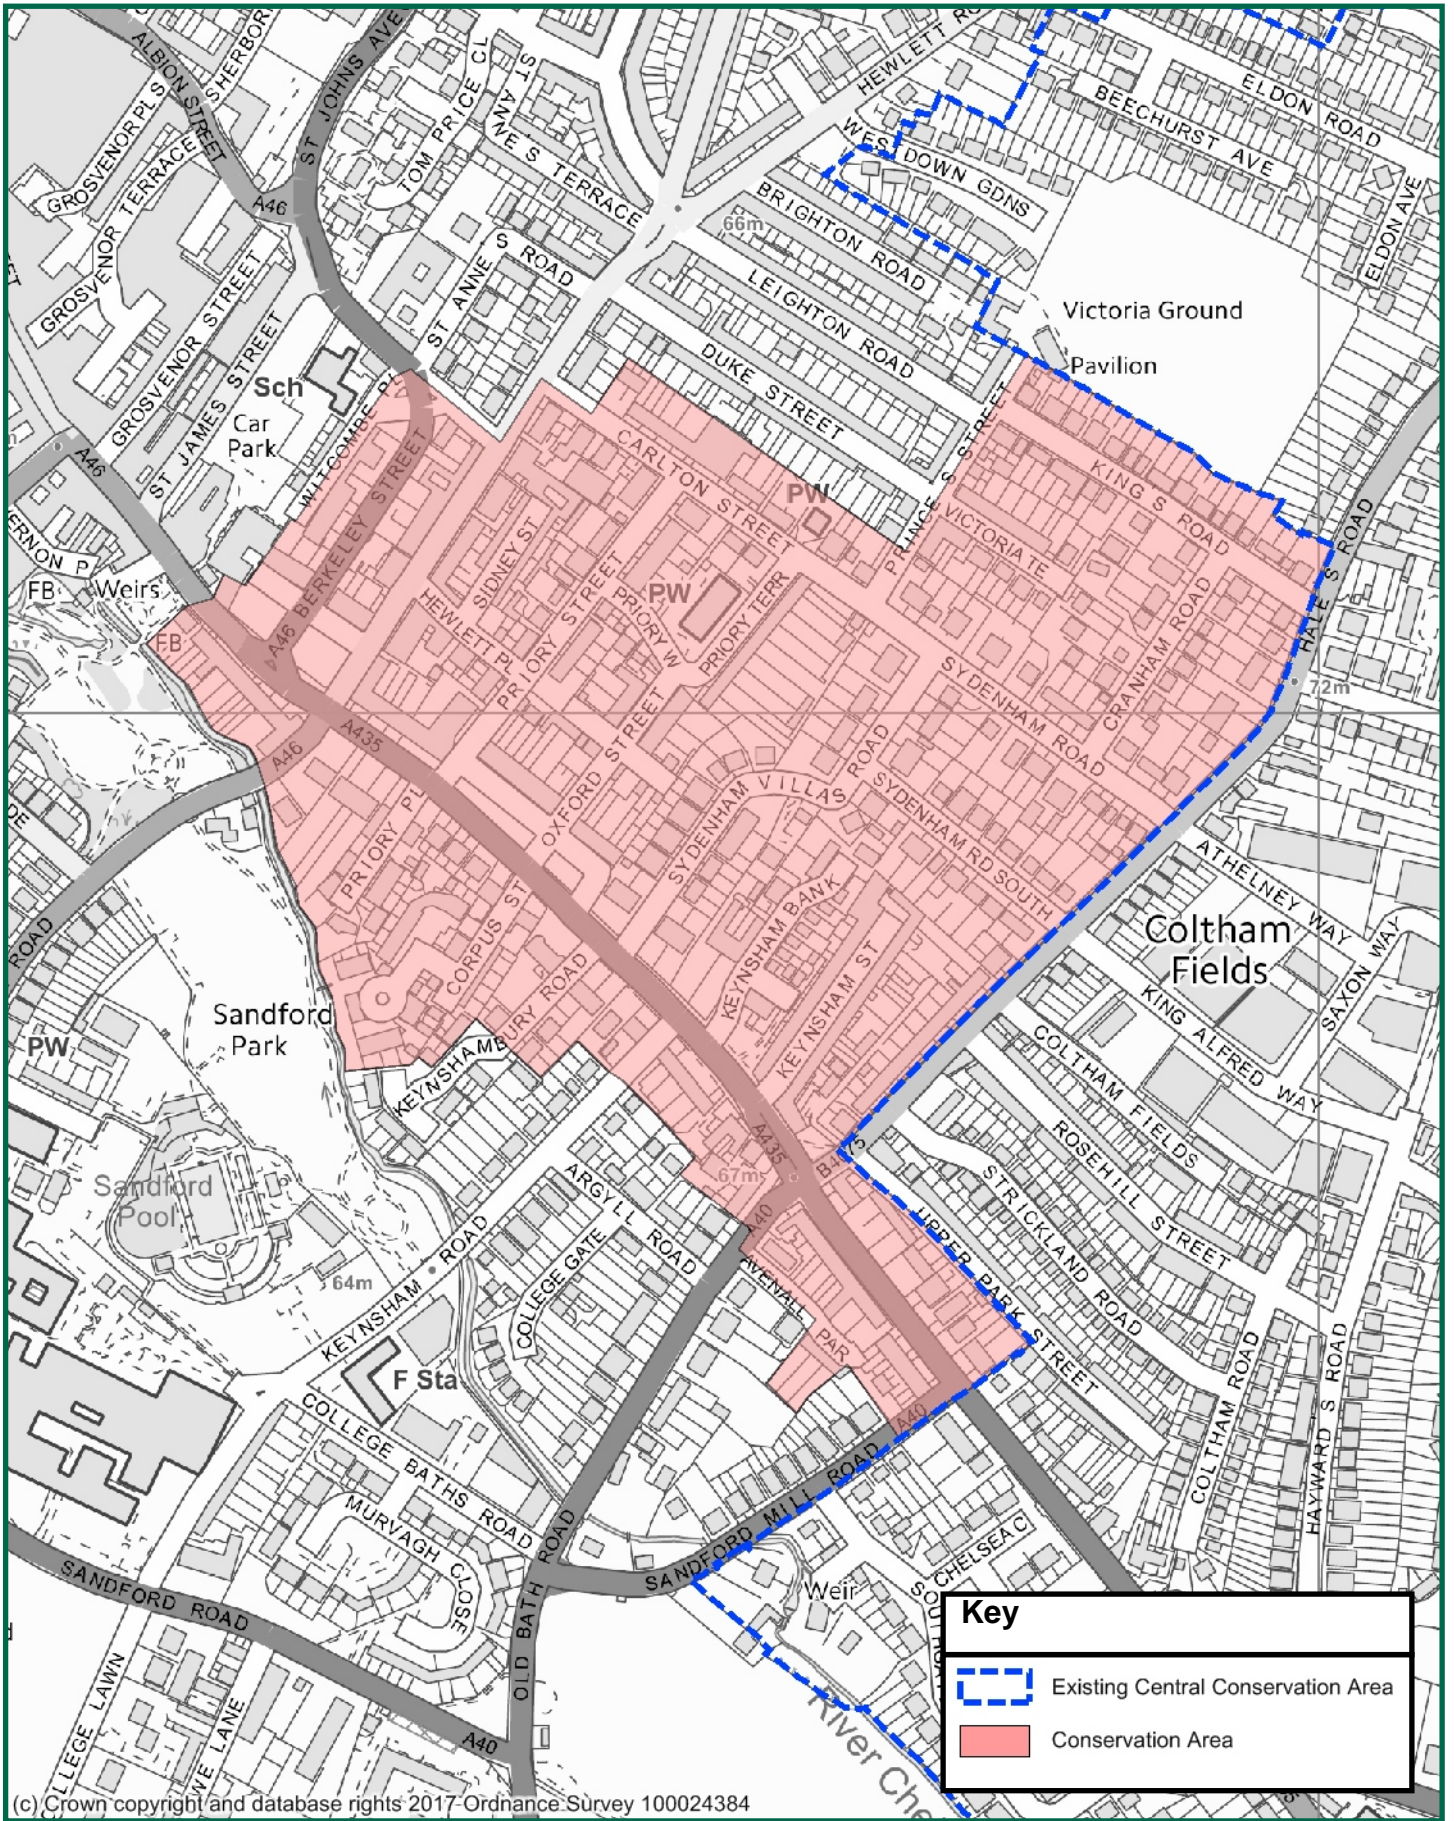 ALBION STREET
SHERBOR
ST JOHNS AVE
TOM PRICE CL
ST ANNE'S TERRACE
HEWLETT RO
ELDON ROAD
BEECHURST AVE
WESTDOWN GDNS
ELDON AVE
GROSVENOR PLS
GROSVENOR TERRACE
A46
66m
BRIGHTON ROAD
LEIGHTON ROAD
DUKE STREET
ST ANNE S ROAD
Victoria Ground
Pavilion
GROSVENOR STREET
ST JAMES STREET
Sch
Car
Park
WITCOMBE P
A46
BERKELEY STREET
CARLTON STREET
PW
PRINCE S STREET
KING S ROAD
VICTORIA TE
HALE S ROAD
ERNON P
FB
Weirs
FB
A46
SIDNEY ST
HEWLETT PL
PRIORY STREET
PRIORY W
PW
PRIORY TERR
SYDENHAM ROAD
CRANHAM ROAD
72m
A435
A46
OXFORD STREET
PRIORY PL
CORPUS ST
SYDENHAM VILLAS ROAD
SYDENHAM RD SOUTH
KEYNSHAM BANK
KEYNSHAM ST
ATHELNEY WAY
Coltham
Fields
SAXON WAY
KING ALFRED WAY
ROAD
PW
Sandford
Park
KEYNSHAMBURY ROAD
COLTHAM FIELDS
ROSEHILL STREET
STRICKLAND ROAD
Sandford
Pool
64m
A435
67m
A40
ARGYLL ROAD
COLLEGE GATE
KEYNSHAM ROAD
AVENALL
PAR
UPPER PARK STREET
F Sta
COLLEGE BATHS ROAD
MURVAGH CLOSE
A40
SANDFORD MILL ROAD
COLTHAM ROAD
HAYWARD S ROAD
SANDFORD ROAD
OLD BATH ROAD
CHELSEA C
Weir
River Che
A40
Key
Existing Central Conservation Area
Conservation Area
(c) Crown copyright and database rights 2017 Ordnance Survey 100024384